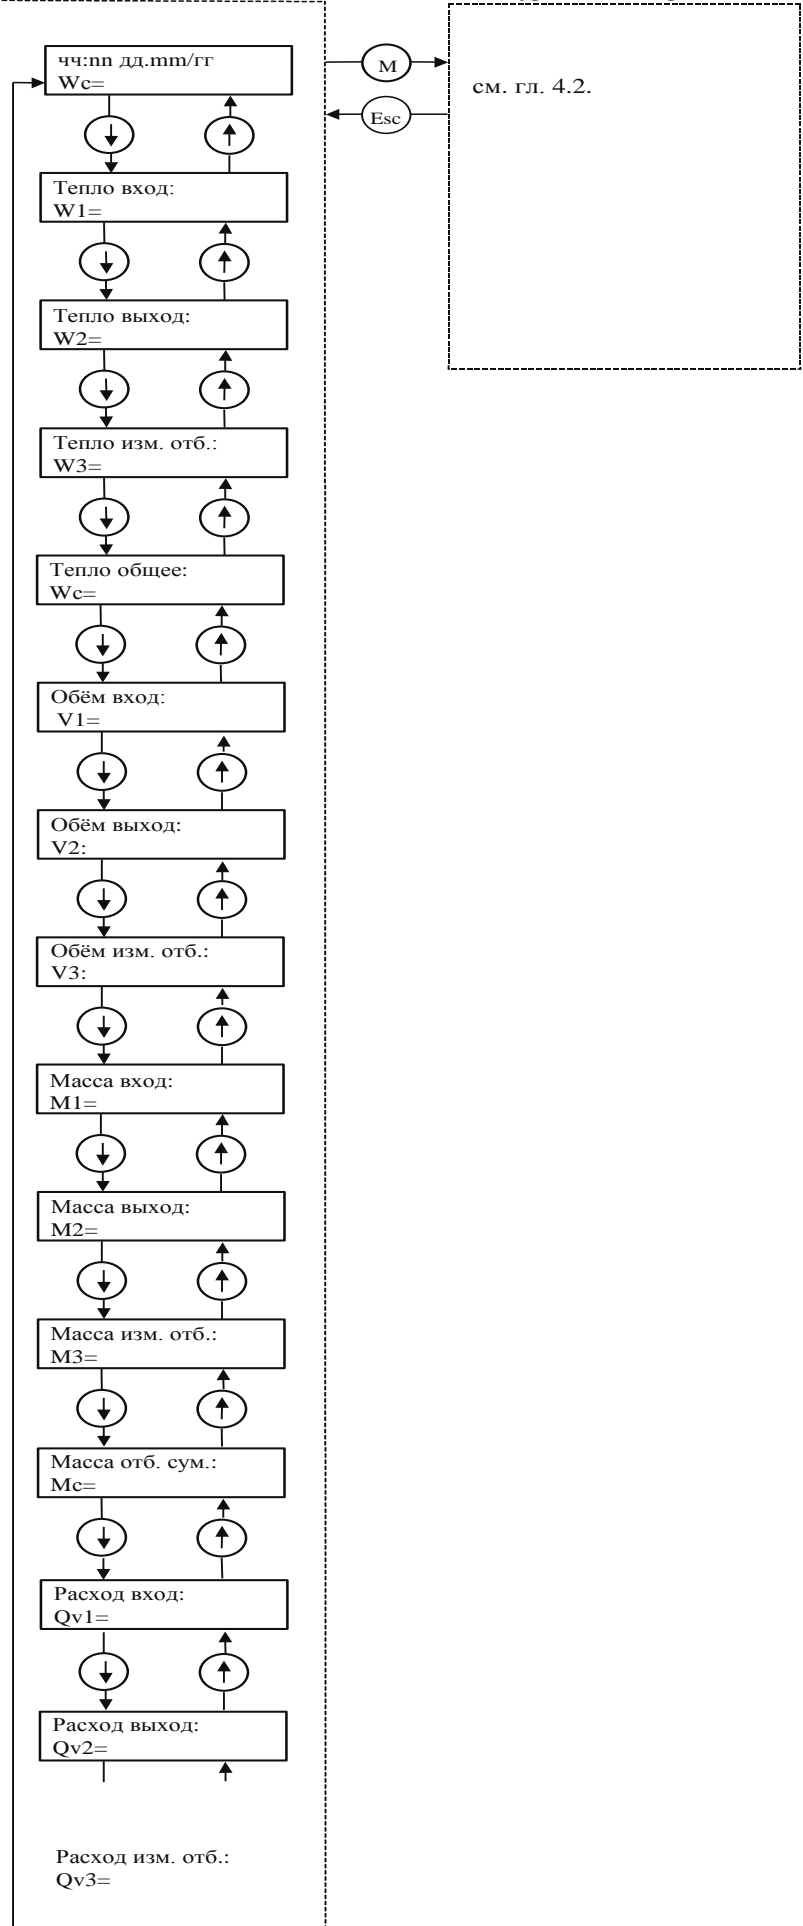 чч:nn дд.mm/гг
Wc=
М
см. гл. 4.2.
Esc
Тепло вход:
W1=
Тепло выход:
W2=
Тепло изм. отб.:
W3=
Тепло общее:
Wc=
Обём вход:
V1=
Обём выход:
V2:
Обём изм. отб.:
V3:
Масса вход:
M1=
Масса выход:
M2=
Масса изм. отб.:
M3=
Масса отб. сум.:
Mc=
Расход вход:
Qv1=
Расход выход:
Qv2=
Расход изм. отб.:
Qv3=